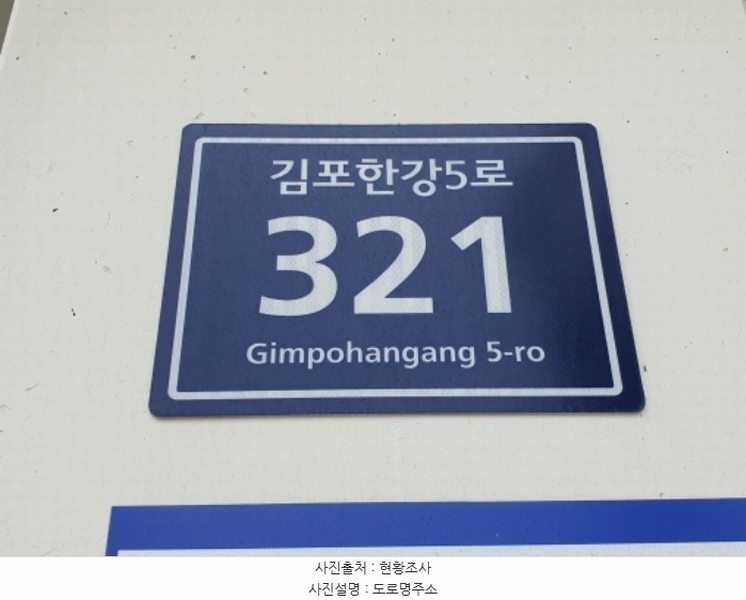 김포한강5로
321
Gimpohangang 5-ro
사진출처 : 현황조사
사진설명 : 도로명주소